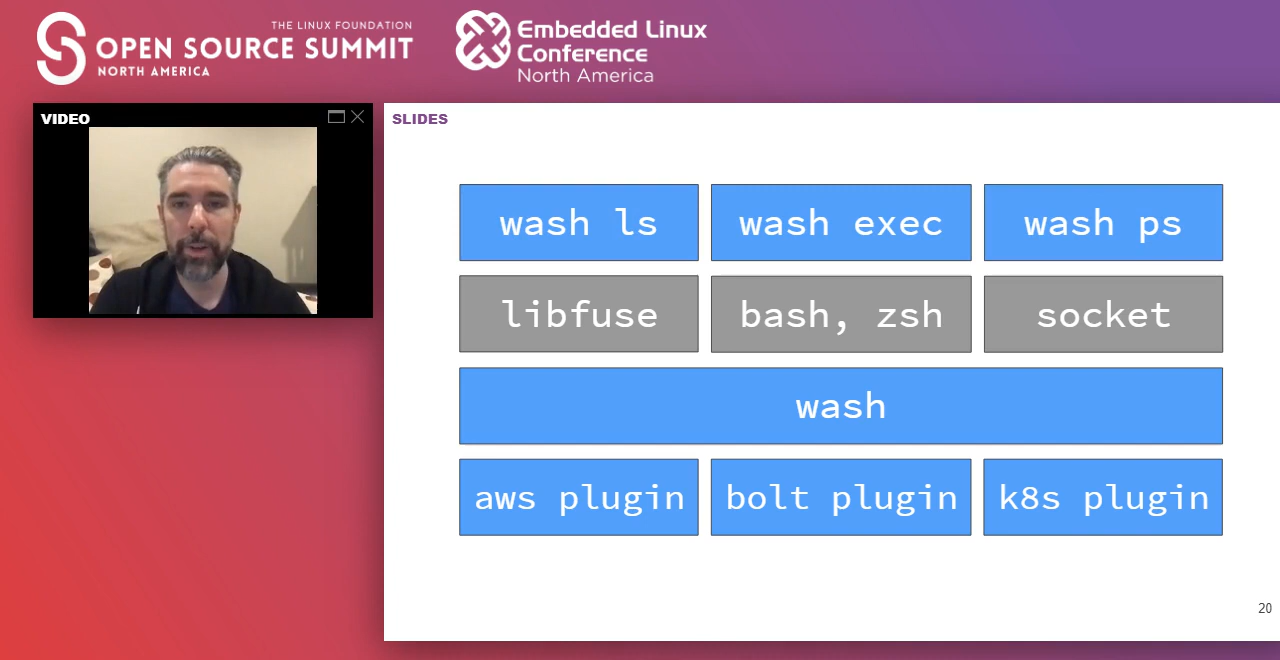 THE LINUX FOUNDATION
OPEN SOURCE SUMMIT
NORTH AMERICA
Embedded Linux
Conference
North America
VIDEO
SLIDES
wash ls
wash exec
wash ps
libfuse
bash, zsh
socket
wash
aws plugin
bolt plugin
k8s plugin
20